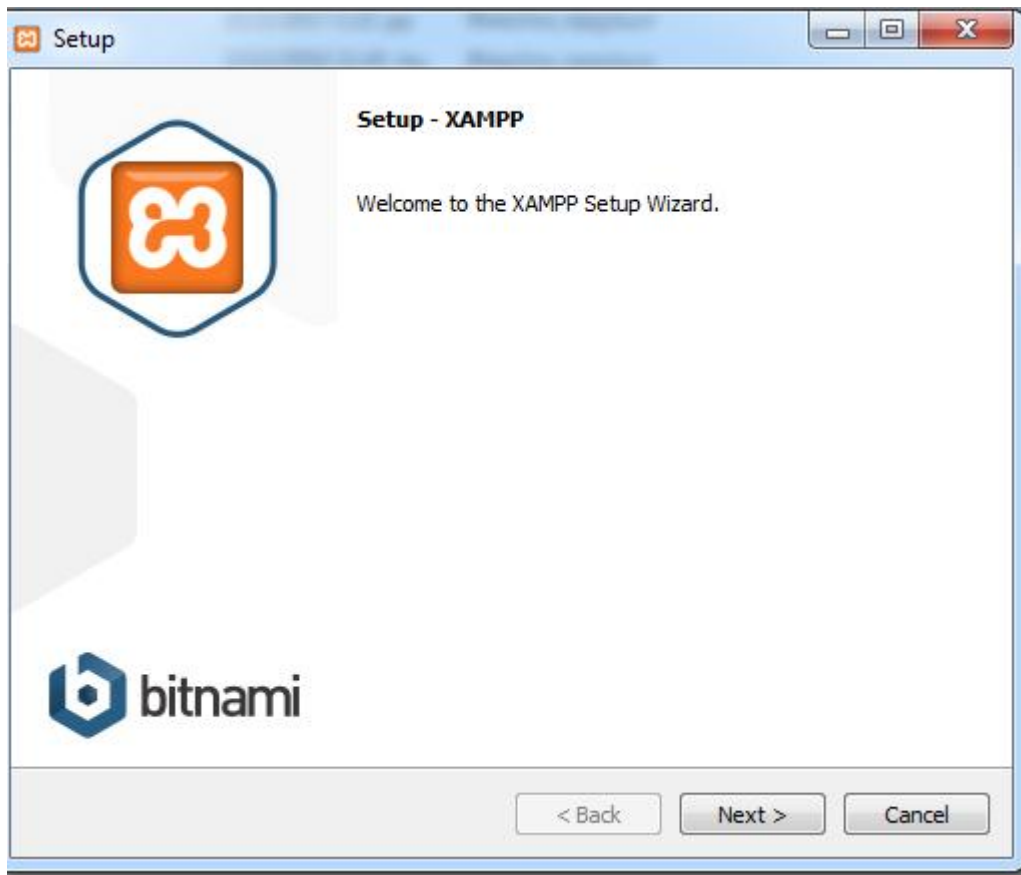 Setup
Setup - XAMPP
Welcome to the XAMPP Setup Wizard.
bitnami
< Back Next > Cancel